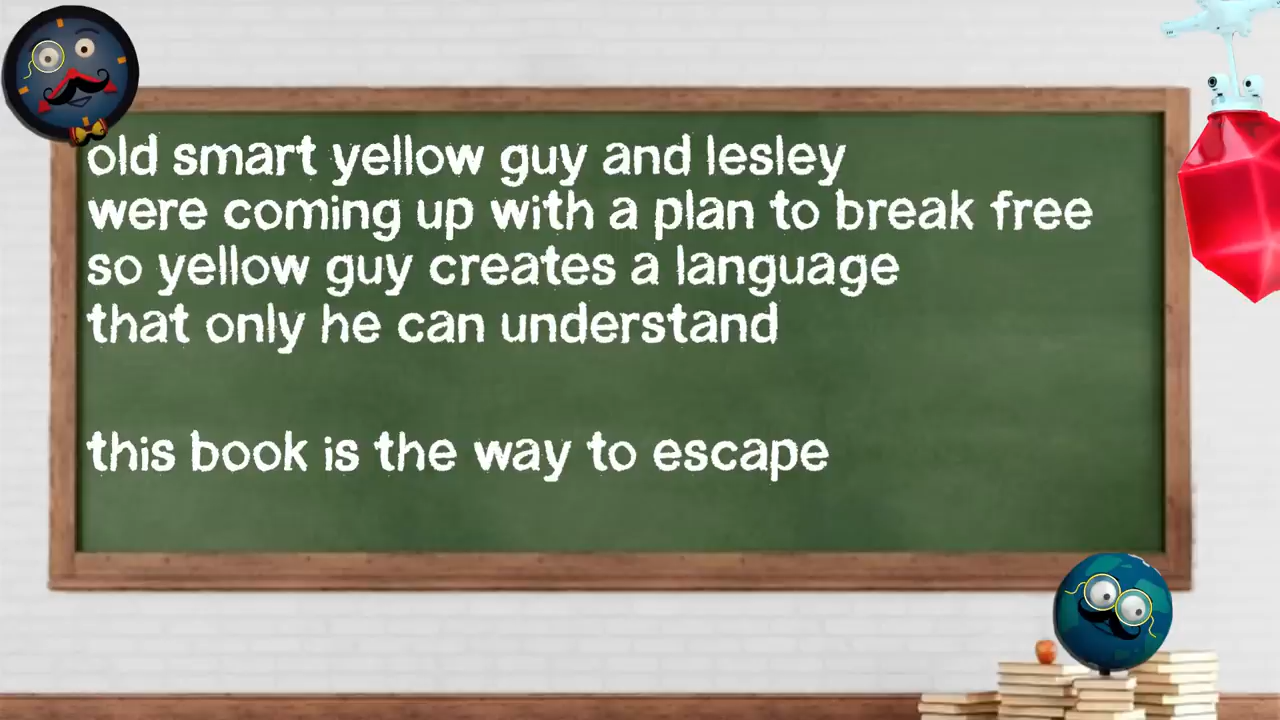 old smart yellow guy and lesley
were coming up with a plan to break free
so yellow guy creates a language
that only he can understand
this book is the way to escape